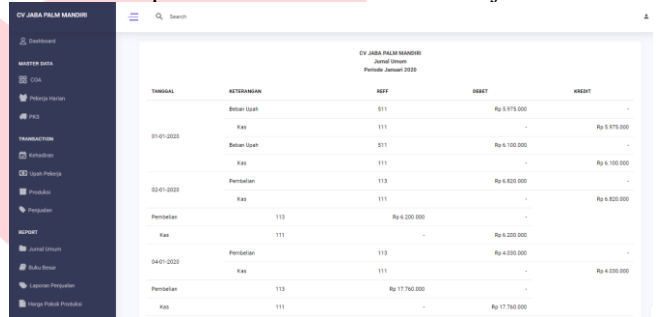 CV JABA PALM MANDIRI
Search
Dashboard
MASTER DATA
COA
Pekerja Harian
PKS
TRANSACTION
Kehadiran
Upah Pekerja
Produksi
Penjualan
REPORT
Jurnal Umum
Buku Besar
Laporan Penjualan
Harga Pokok Produksi
CV JABA PALM MANDIRI
Jurnal Umum
Periode Januari 2020
TANGGAL KETERANGAN REFF DEBET KREDIT
01-01-2020
Beban Upah 511 Rp 5.975.000 -
Kas 111 - Rp 5.975.000
Beban Upah 511 Rp 6.100.000 -
Kas 111 - Rp 6.100.000
02-01-2020
Pembelian 113 Rp 6.820.000 -
Kas 111 - Rp 6.820.000
Pembelian 113 Rp 6.200.000 -
Kas 111 - Rp 6.200.000
04-01-2020
Pembelian 113 Rp 4.030.000 -
Kas 111 - Rp 4.030.000
Pembelian 113 Rp 17.760.000 -
Kas 111 - Rp 17.760.000